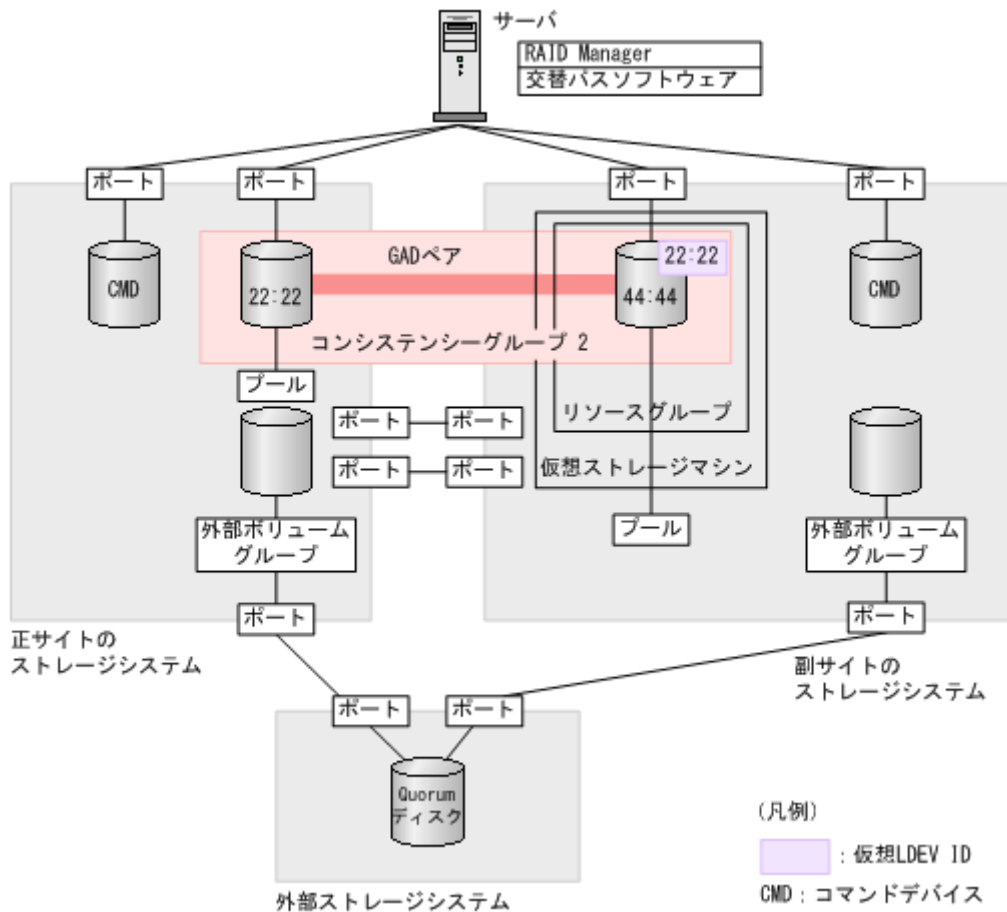 サーバ
RAID Manager
交替パスソフトウェア
ポート
ポート
ポート
ポート
CMD
22:22
GADペア
44:44
22:22
CMD
コンシステンシーグループ 2
プール
リソースグループ
ポート
ポート
仮想ストレージマシン
ポート
ポート
プール
外部ボリューム
グループ
外部ボリューム
グループ
ポート
ポート
正サイトの
ストレージシステム
副サイトの
ストレージシステム
ポート
ポート
Quorum
ディスク
外部ストレージシステム
(凡例)
：仮想LDEV ID
CMD：コマンドデバイス